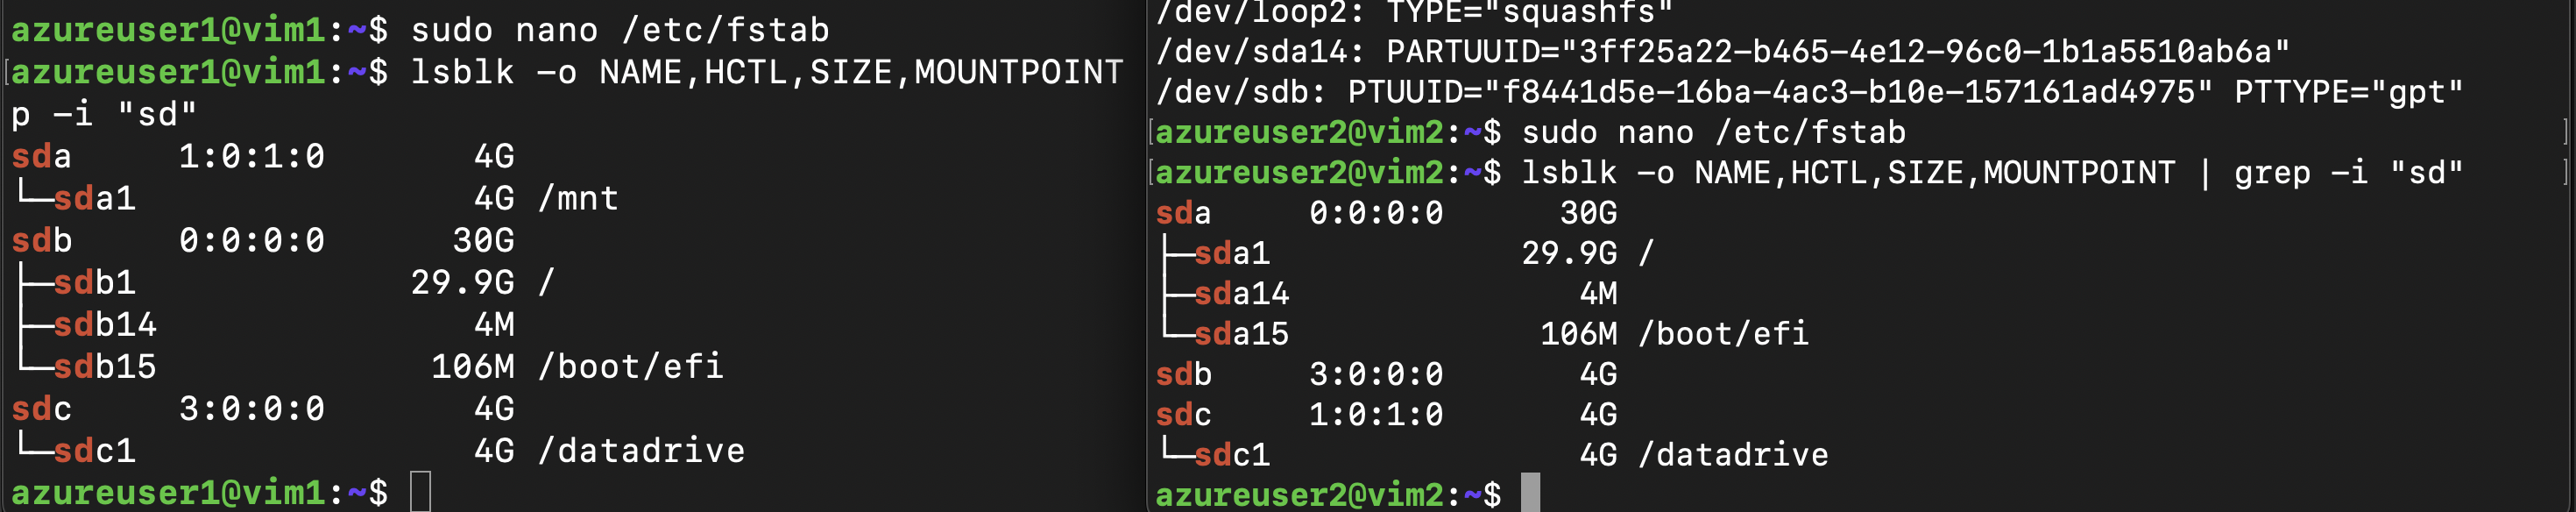 azureuser1@vim1:~$ sudo nano /etc/fstab
[azureuser1@vim1:~$ lsblk -o NAME,HCTL,SIZE,MOUNTPOINT
p -i "sd"
sda     1:0:1:0       4G
└─sda1                4G /mnt
sdb     0:0:0:0      30G
├─sdb1             29.9G /
├─sdb14               4M
└─sdb15             106M /boot/efi
sdc     3:0:0:0       4G
└─sdc1                4G /datadrive
azureuser1@vim1:~$
/dev/loop2: TYPE="squashfs"
/dev/sda14: PARTUUID="3ff25a22-b465-4e12-96c0-1b1a5510ab6a"
/dev/sdb: PTUUID="f8441d5e-16ba-4ac3-b10e-157161ad4975" PTTYPE="gpt"
[azureuser2@vim2:~$ sudo nano /etc/fstab ]
[azureuser2@vim2:~$ lsblk -o NAME,HCTL,SIZE,MOUNTPOINT | grep -i "sd" ]
sda     0:0:0:0      30G
├─sda1             29.9G /
├─sda14               4M
└─sda15             106M /boot/efi
sdb     3:0:0:0       4G
sdc     1:0:1:0       4G
└─sdc1                4G /datadrive
azureuser2@vim2:~$